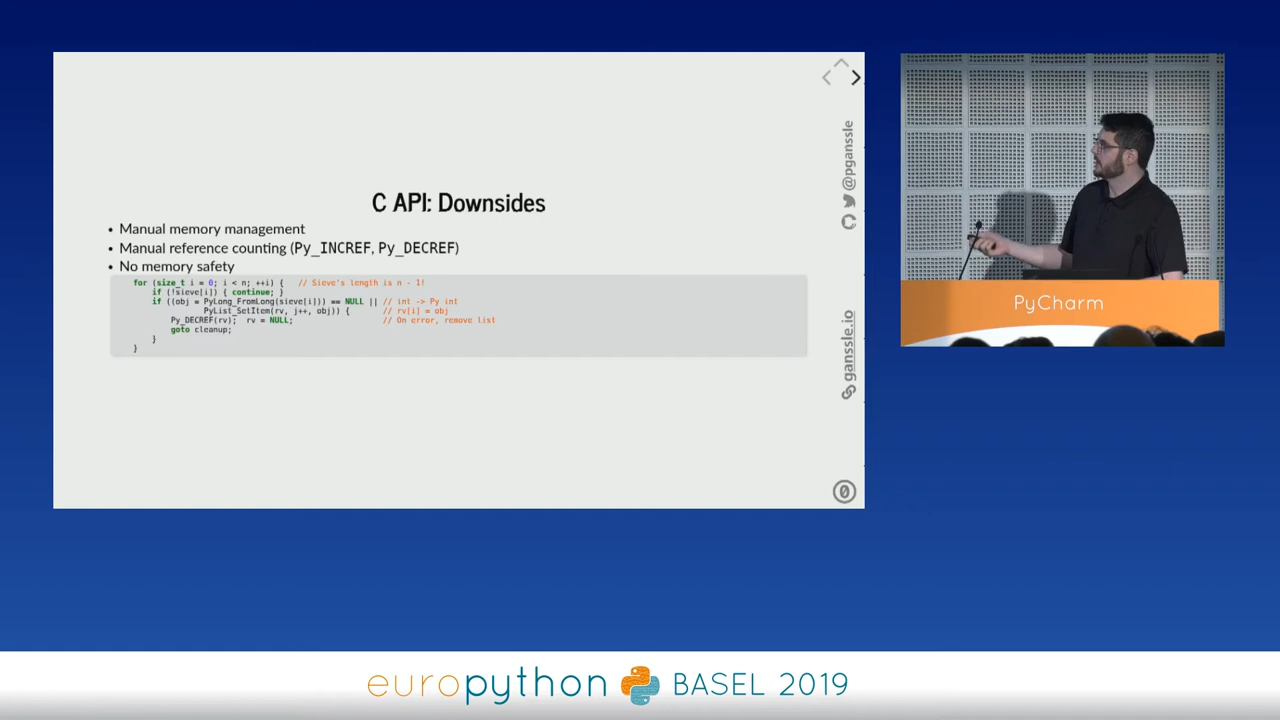 C API: Downsides
• Manual memory management
• Manual reference counting (Py_INCREF, Py_DECREF)
• No memory safety
for (size_t i = 0; i < n; ++i) {   // Sieve's length is n - 1!
    if (!sieve[i]) { continue; }
    if ((obj = PyLong_FromLong(sieve[i])) == NULL || // int -> Py int
               PyList_SetItem(rv, j++, obj)) {       // rv[i] = obj
        Py_DECREF(rv);  rv = NULL;                   // On error, remove list
        goto cleanup;
    }
}
@pganssle
ganssle.io
0
PyCharm
europython BASEL 2019